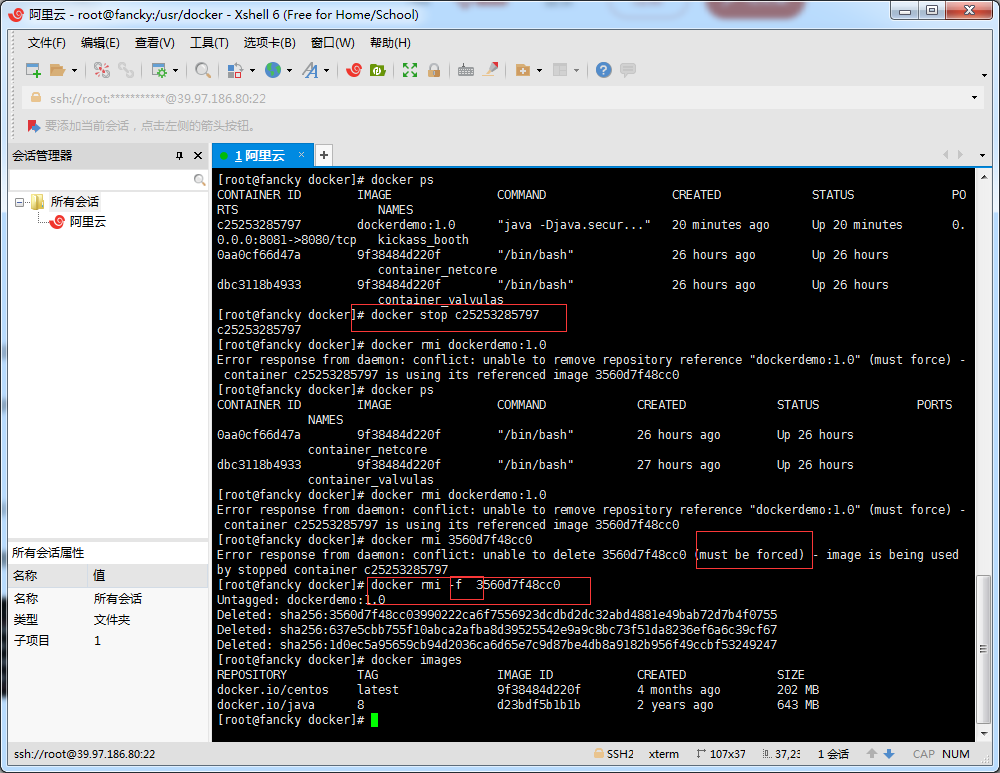 阿里云 - root@fancky:/usr/docker - Xshell 6 (Free for Home/School)
文件(F) 编辑(E) 查看(V) 工具(T) 选项卡(B) 窗口(W) 帮助(H)
ssh://root:***********@39.97.186.80:22
要添加当前会话，点击左侧的箭头按钮。
会话管理器
所有会话
阿里云
所有会话属性
名称 值
名称 所有会话
类型 文件夹
子项目 1
1 阿里云
[root@fancky docker]# docker ps
CONTAINER ID        IMAGE               COMMAND                  CREATED             STATUS              PO
RTS                    NAMES
c25253285797        dockerdemo:1.0      "java -Djava.secur..."   20 minutes ago      Up 20 minutes       0.
0.0.0:8081->8080/tcp   kickass_booth
0aa0cf66d47a        9f38484d220f        "/bin/bash"              26 hours ago        Up 26 hours
                       container_netcore
dbc3118b4933        9f38484d220f        "/bin/bash"              26 hours ago        Up 26 hours
                       container_valvulas
[root@fancky docker]# docker stop c25253285797
c25253285797
[root@fancky docker]# docker rmi dockerdemo:1.0
Error response from daemon: conflict: unable to remove repository reference "dockerdemo:1.0" (must force) -
 container c25253285797 is using its referenced image 3560d7f48cc0
[root@fancky docker]# docker ps
CONTAINER ID        IMAGE               COMMAND             CREATED             STATUS              PORTS
             NAMES
0aa0cf66d47a        9f38484d220f        "/bin/bash"         26 hours ago        Up 26 hours
             container_netcore
dbc3118b4933        9f38484d220f        "/bin/bash"         27 hours ago        Up 26 hours
             container_valvulas
[root@fancky docker]# docker rmi dockerdemo:1.0
Error response from daemon: conflict: unable to remove repository reference "dockerdemo:1.0" (must force) -
 container c25253285797 is using its referenced image 3560d7f48cc0
[root@fancky docker]# docker rmi 3560d7f48cc0
Error response from daemon: conflict: unable to delete 3560d7f48cc0 (must be forced) - image is being used
by stopped container c25253285797
[root@fancky docker]# docker rmi -f  3560d7f48cc0
Untagged: dockerdemo:1.0
Deleted: sha256:3560d7f48cc03990222ca6f7556923dcdbd2dc32abd4881e49bab72d7b4f0755
Deleted: sha256:637e5cbb755f10abca2afba8d39525542e9a9c8bc73f51da8236ef6a6c39cf67
Deleted: sha256:1d0ec5a95659cb94d2036ca6d65e7c9d87be4db8a9182b956f49ccbf53249247
[root@fancky docker]# docker images
REPOSITORY          TAG                 IMAGE ID            CREATED             SIZE
docker.io/centos    latest              9f38484d220f        4 months ago        202 MB
docker.io/java      8                   d23bdf5b1b1b        2 years ago         643 MB
[root@fancky docker]#
ssh://root@39.97.186.80:22 SSH2 xterm 107x37 37,23 1 会话 CAP NUM